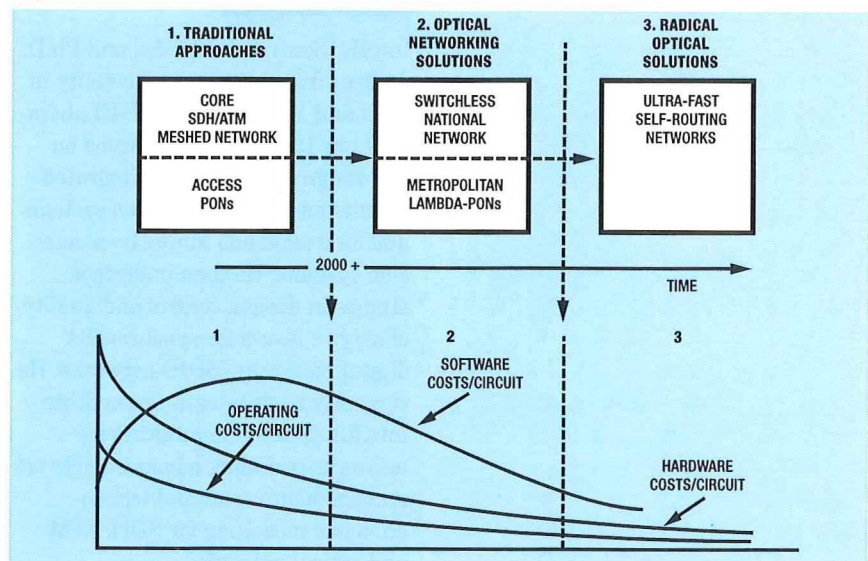 1. TRADITIONAL
APPROACHES
2. OPTICAL
NETWORKING
SOLUTIONS
3. RADICAL
OPTICAL
SOLUTIONS
CORE
SDH/ATM
MESHED NETWORK
ACCESS
PONs
SWITCHLESS
NATIONAL
NETWORK
METROPOLITAN
LAMBDA-PONs
ULTRA-FAST
SELF-ROUTING
NETWORKS
2000 +
TIME
1
2
3
SOFTWARE
COSTS/CIRCUIT
OPERATING
COSTS/CIRCUIT
HARDWARE
COSTS/CIRCUIT